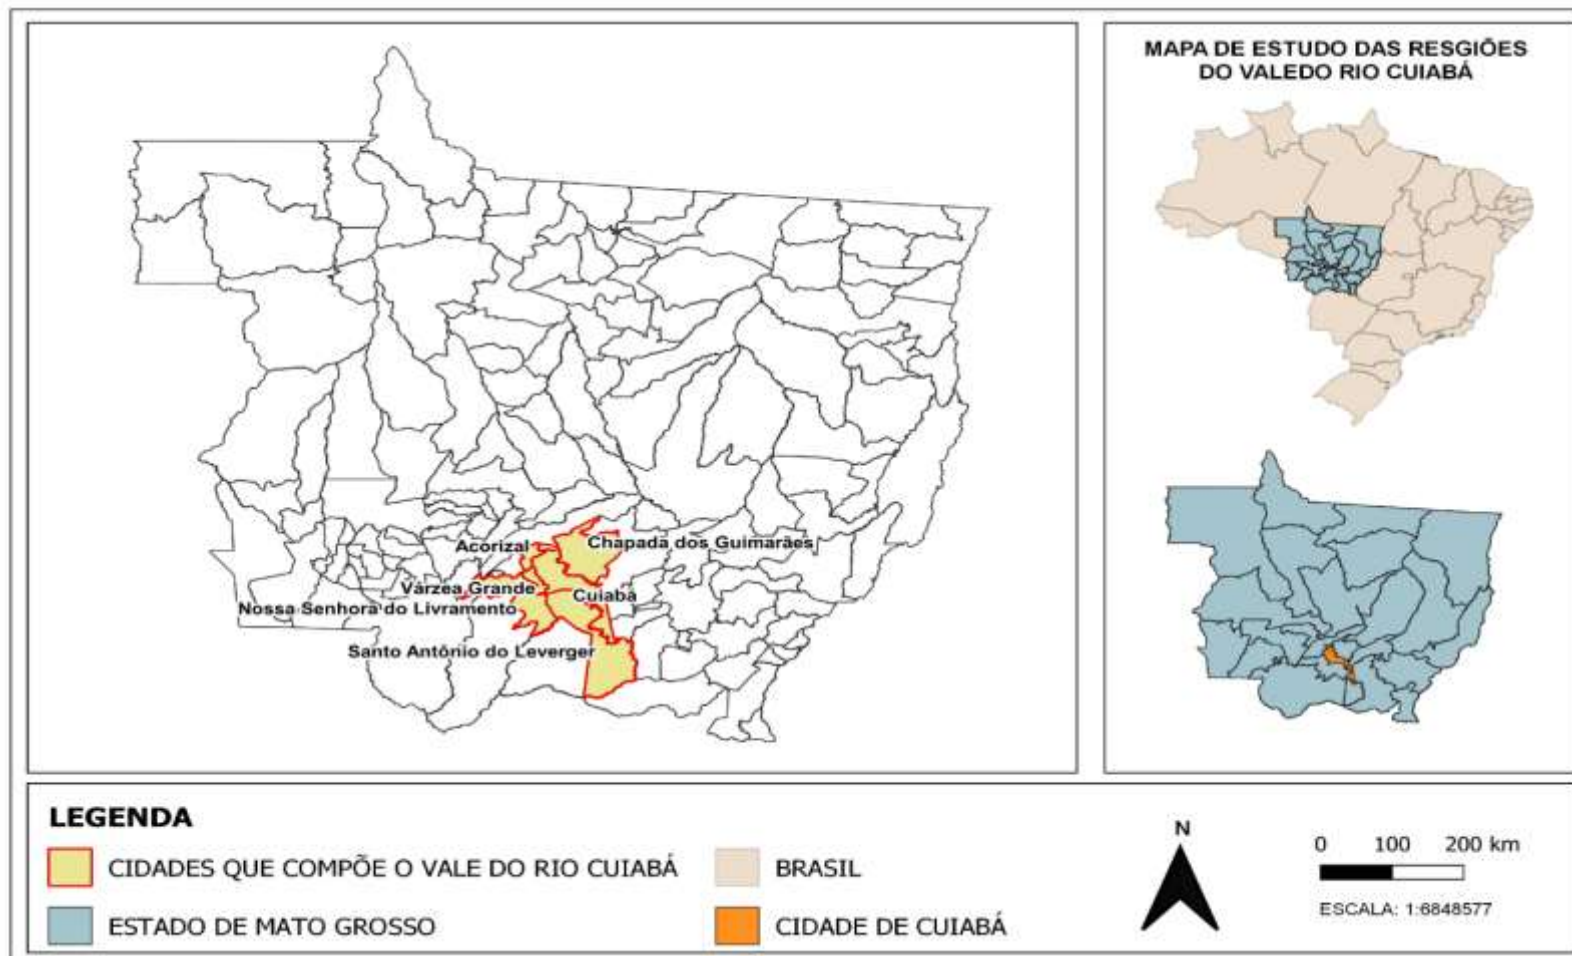 MAPA DE ESTUDO DAS RESGIÕES
DO VALEDO RIO CUIABÁ
Acorizal
Chapada dos Guimarães
Várzea Grande
Cuiabá
Nossa Senhora do Livramento
Santo Antônio do Leverger
LEGENDA
CIDADES QUE COMPÕE O VALE DO RIO CUIABÁ
BRASIL
ESTADO DE MATO GROSSO
CIDADE DE CUIABÁ
N
0 100 200 km
ESCALA: 1:6848577